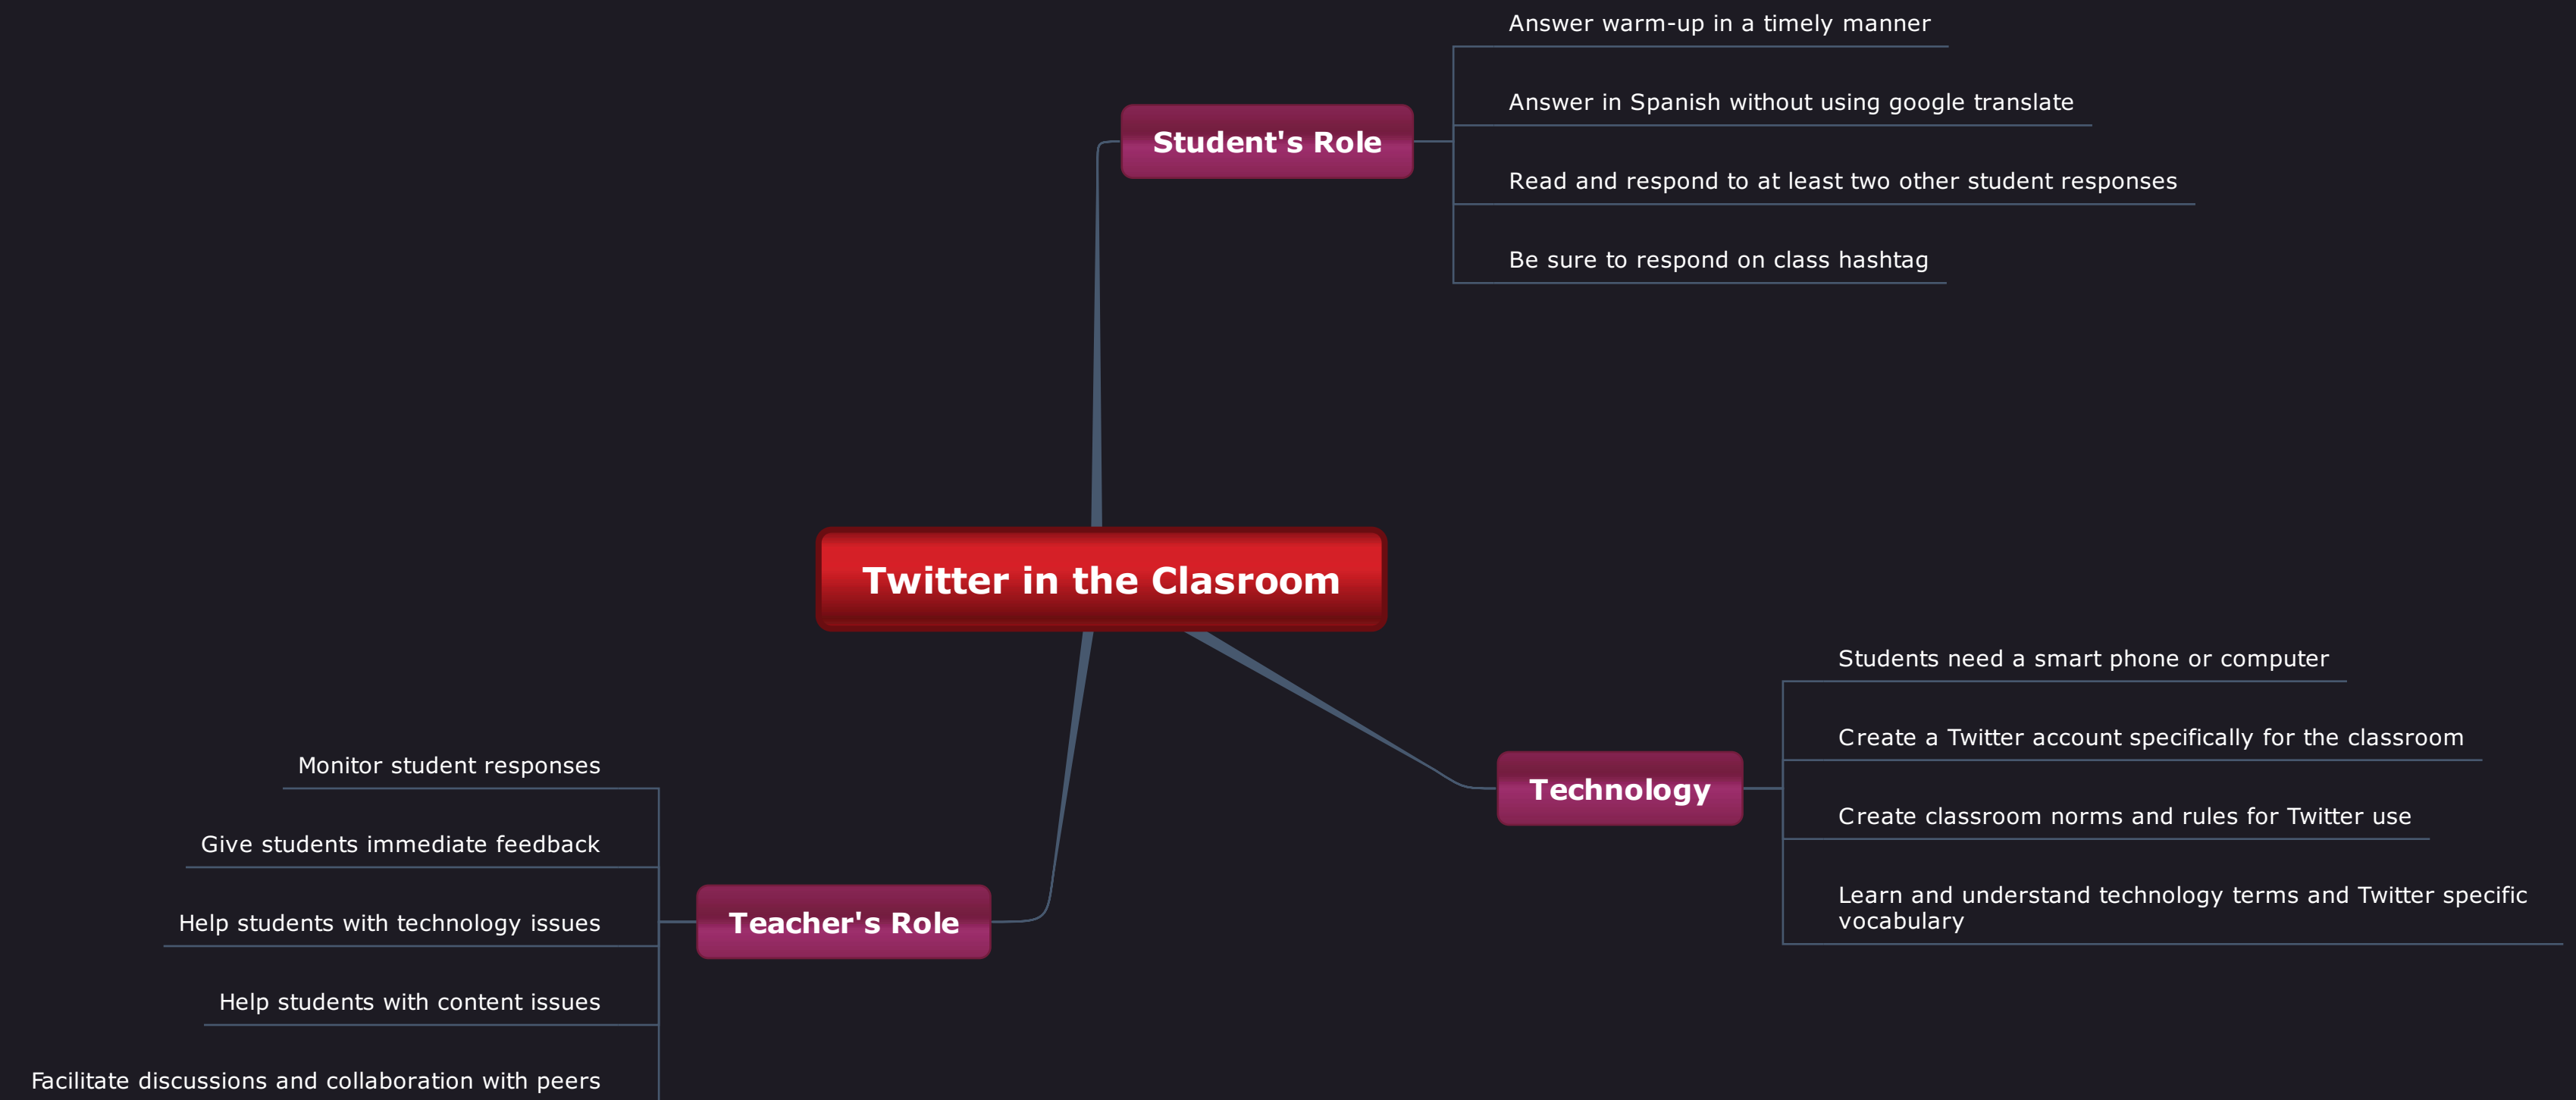 Answer warm-up in a timely manner
Answer in Spanish without using google translate
Student's Role
Read and respond to at least two other student responses
Be sure to respond on class hashtag
Twitter in the Clasroom
Students need a smart phone or computer
Create a Twitter account specifically for the classroom
Technology
Create classroom norms and rules for Twitter use
Learn and understand technology terms and Twitter specific
vocabulary
Monitor student responses
Give students immediate feedback
Help students with technology issues
Teacher's Role
Help students with content issues
Facilitate discussions and collaboration with peers